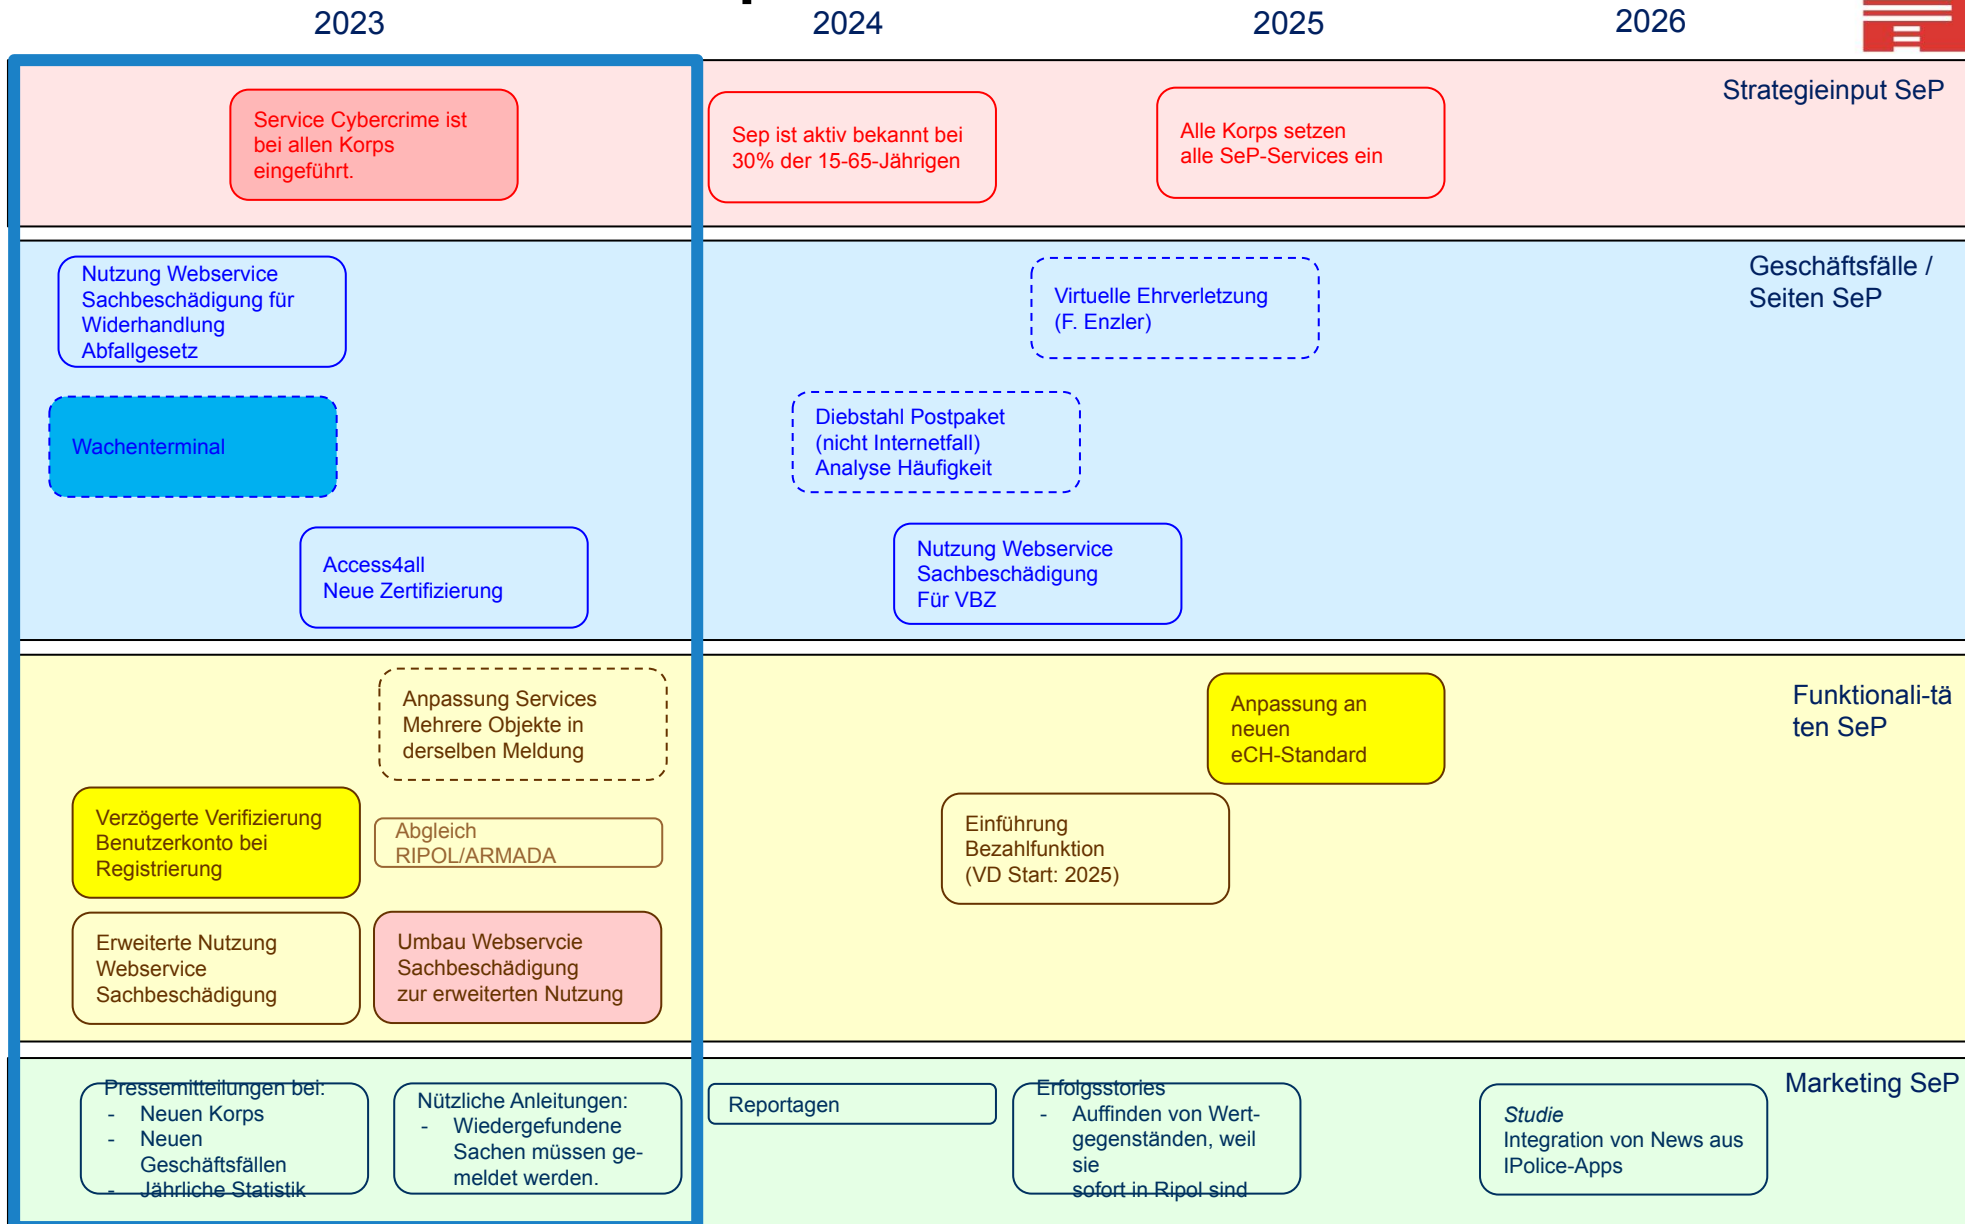 2023
2024
2025
2026
Strategieinput SeP
Service Cybercrime ist
bei allen Korps
eingeführt.
Sep ist aktiv bekannt bei
30% der 15-65-Jährigen
Alle Korps setzen
alle SeP-Services ein
Geschäftsfälle /
Seiten SeP
Nutzung Webservice
Sachbeschädigung für
Widerhandlung
Abfallgesetz
Virtuelle Ehrverletzung
(F. Enzler)
Wachenterminal
Diebstahl Postpaket
(nicht Internetfall)
Analyse Häufigkeit
Access4all
Neue Zertifizierung
Nutzung Webservice
Sachbeschädigung
Für VBZ
Funktionali-tä
ten SeP
Anpassung Services
Mehrere Objekte in
derselben Meldung
Anpassung an
neuen
eCH-Standard
Verzögerte Verifizierung
Benutzerkonto bei
Registrierung
Abgleich
RIPOL/ARMADA
Einführung
Bezahlfunktion
(VD Start: 2025)
Erweiterte Nutzung
Webservice
Sachbeschädigung
Umbau Webservcie
Sachbeschädigung
zur erweiterten Nutzung
Marketing SeP
Pressemitteilungen bei:
- Neuen Korps
- Neuen
Geschäftsfällen
- Jährliche Statistik
Nützliche Anleitungen:
- Wiedergefundene
Sachen müssen ge-
meldet werden.
Reportagen
Erfolgsstories
- Auffinden von Wert-
gegenständen, weil
sie
sofort in Ripol sind
Studie
Integration von News aus
IPolice-Apps